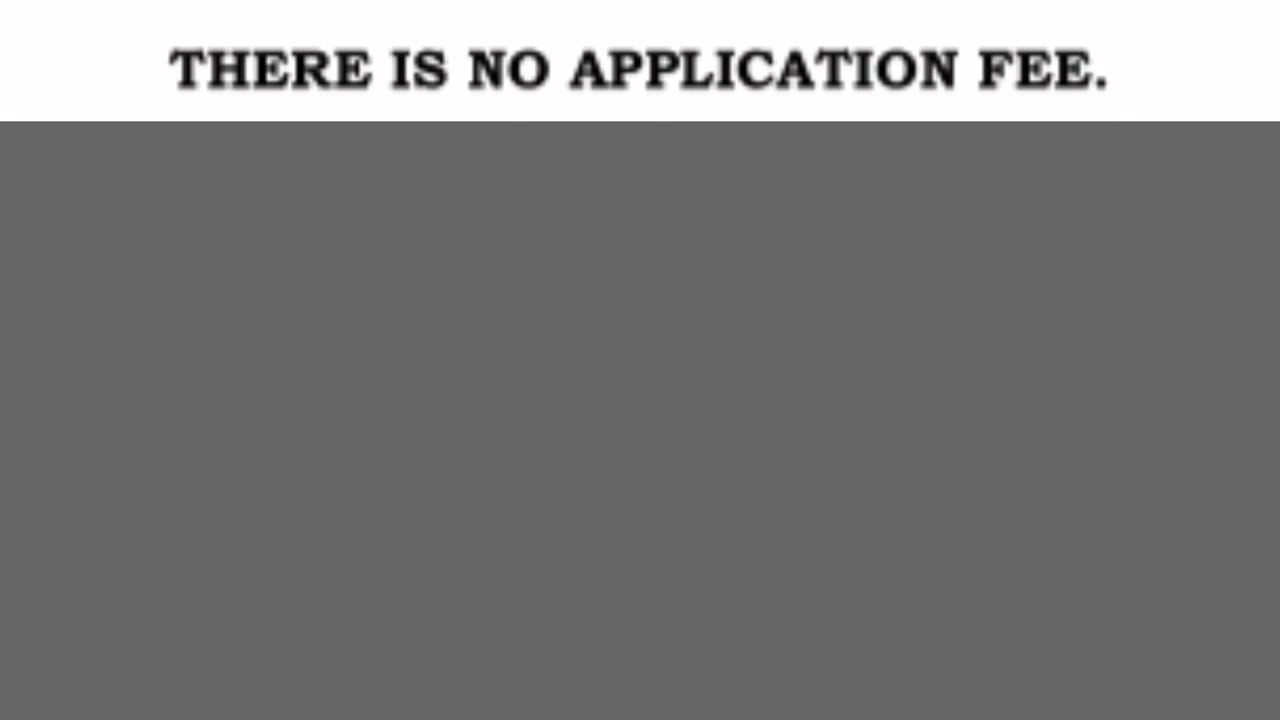 THERE IS NO APPLICATION FEE.